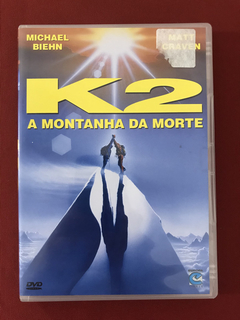 MICHAEL
BIEHN
MATT
CRAVEN
K2
A MONTANHA DA MORTE
DVD